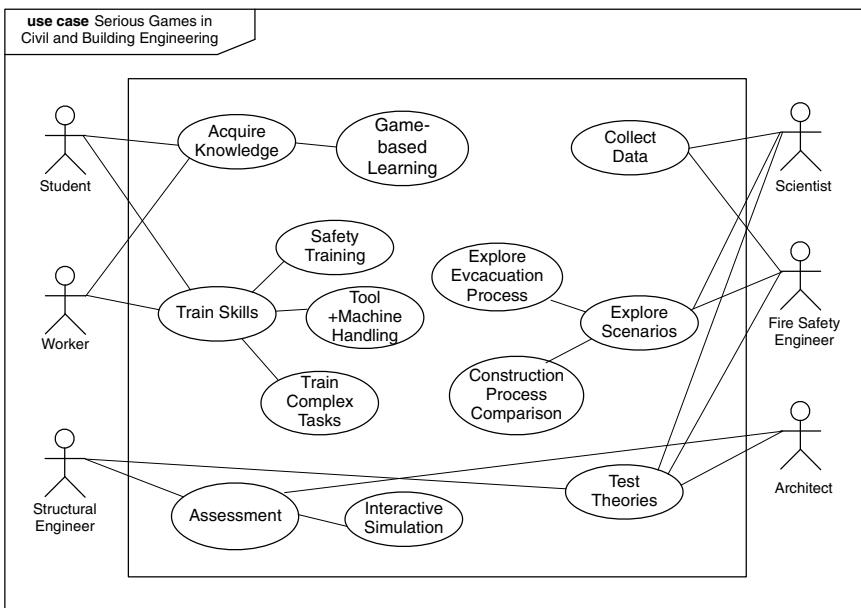 use case Serious Games in
Civil and Building Engineering
Student
Worker
Structural
Engineer
Acquire
Knowledge
Game-
based
Learning
Safety
Training
Train Skills
Tool
+Machine
Handling
Train
Complex
Tasks
Assessment
Interactive
Simulation
Collect
Data
Explore
Evcacuation
Process
Explore
Scenarios
Construction
Process
Comparison
Test
Theories
Scientist
Fire Safety
Engineer
Architect